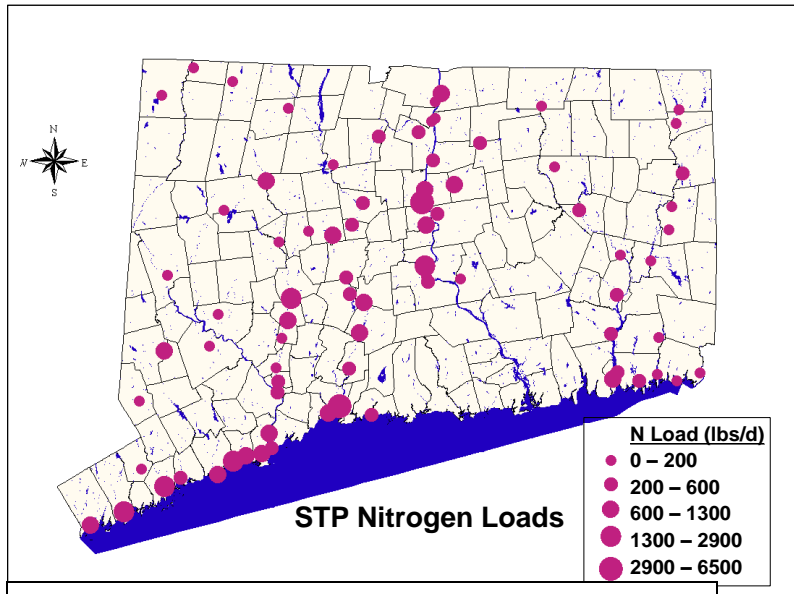 N
W E
S
STP Nitrogen Loads
N Load (lbs/d)
0 – 200
200 – 600
600 – 1300
1300 – 2900
2900 – 6500